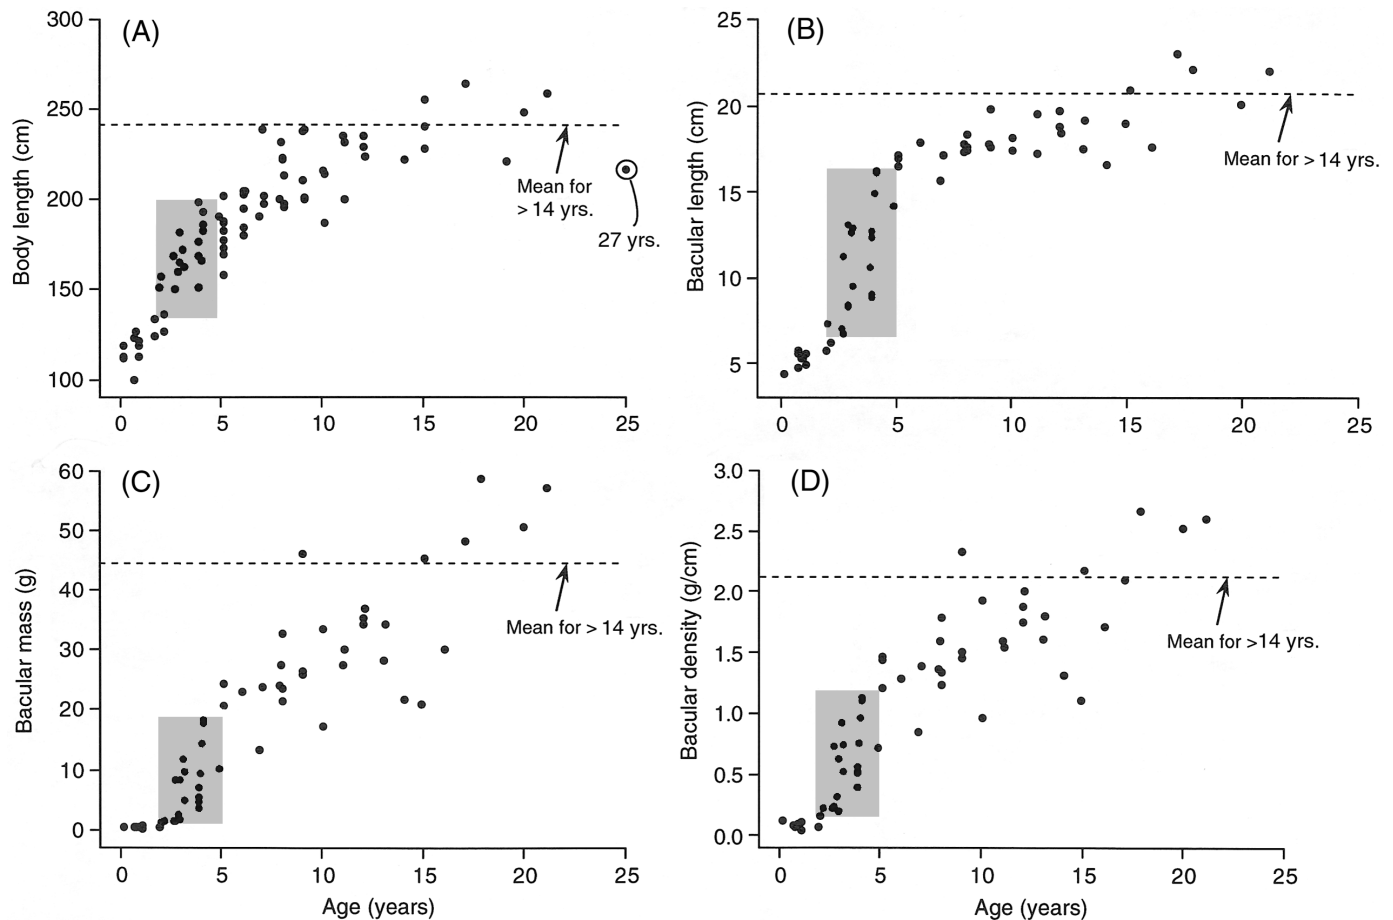 (A)
300
250
200
150
100
Body length (cm)
Mean for
> 14 yrs.
27 yrs.
0 5 10 15 20 25
(B)
25
20
15
10
5
Bacular length (cm)
Mean for > 14 yrs.
0 5 10 15 20 25
(C)
60
50
40
30
20
10
0
Bacular mass (g)
Mean for > 14 yrs.
0 5 10 15 20 25
Age (years)
(D)
3.0
2.5
2.0
1.5
1.0
0.5
0.0
Bacular density (g/cm)
Mean for >14 yrs.
0 5 10 15 20 25
Age (years)